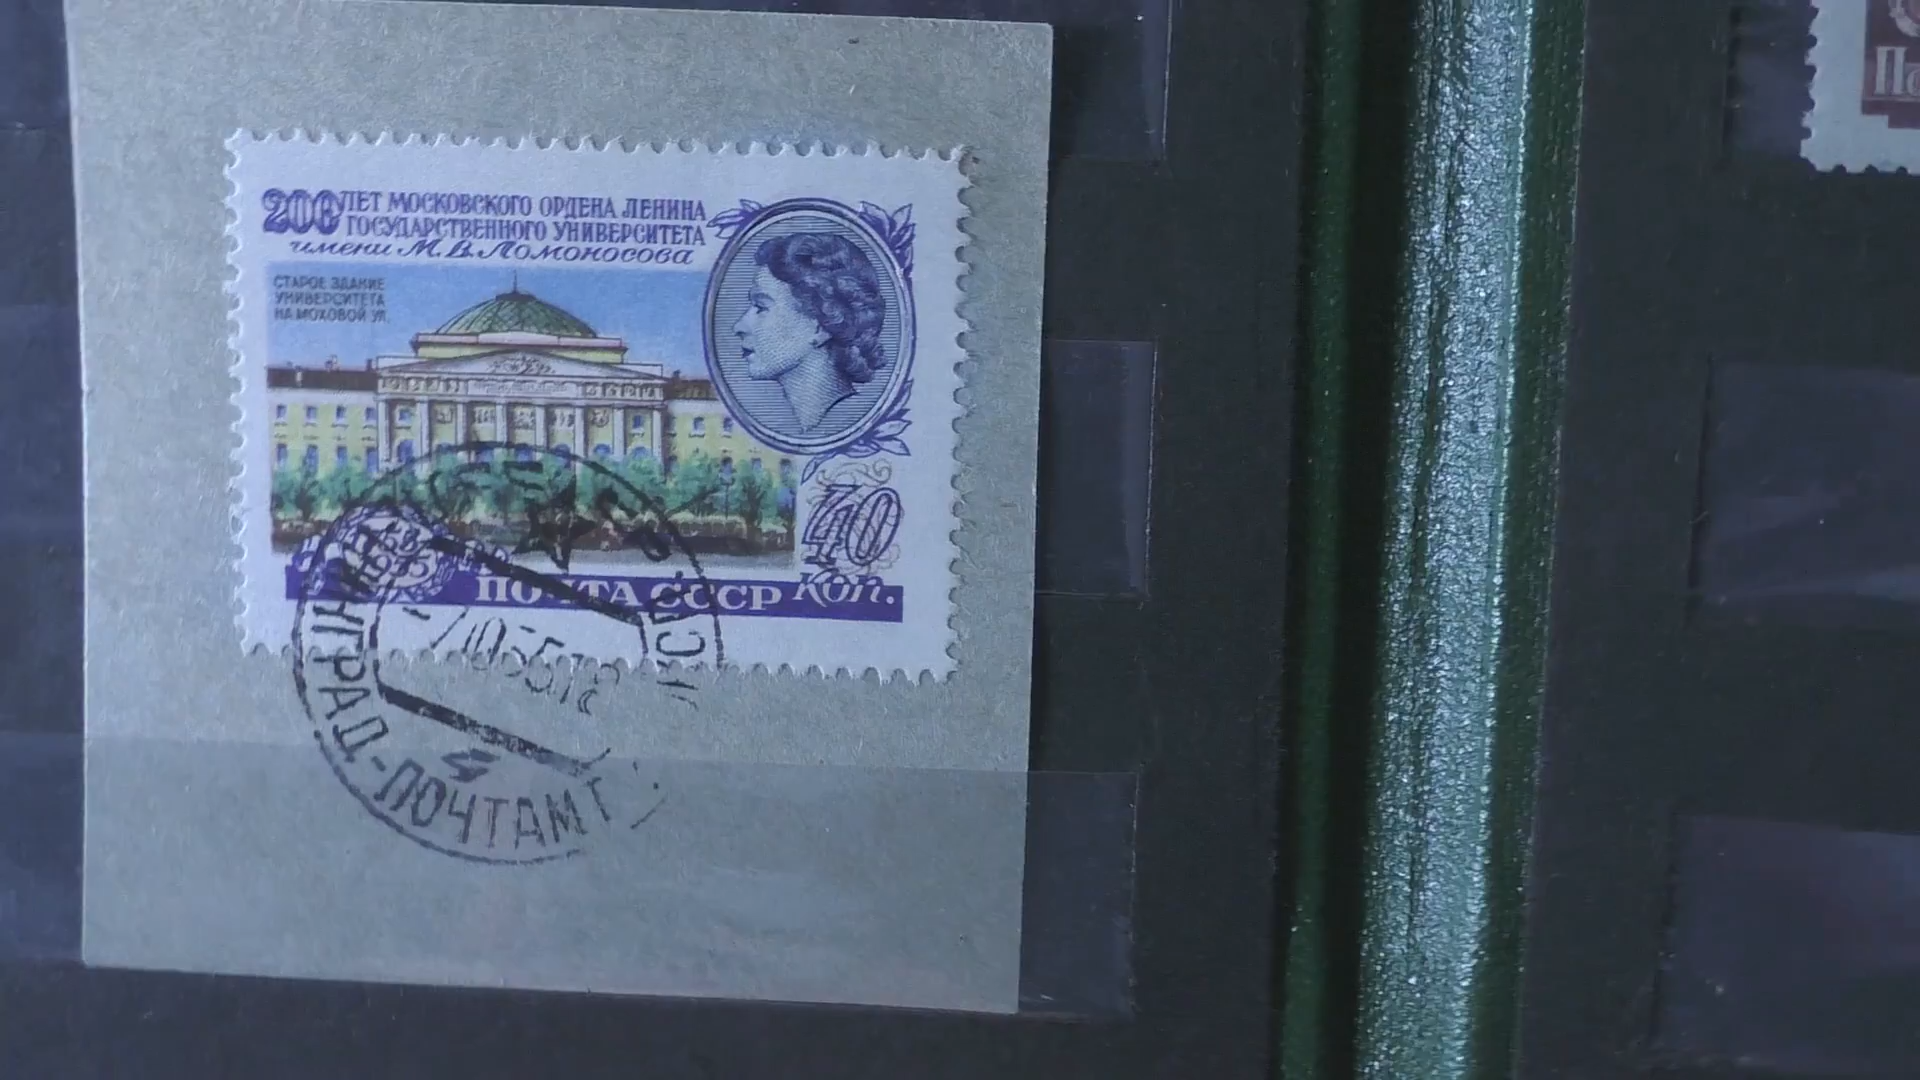 200 ЛЕТ МОСКОВСКОГО ОРДЕНА ЛЕНИНА
ГОСУДАРСТВЕННОГО УНИВЕРСИТЕТА
имени М.В.Ломоносова
СТАРОЕ ЗДАНИЕ
УНИВЕРСИТЕТА
НА МОХОВОЙ УЛ.
40
ПОЧТА СССР коп.
ИНГРАД-ПОЧТАМТ